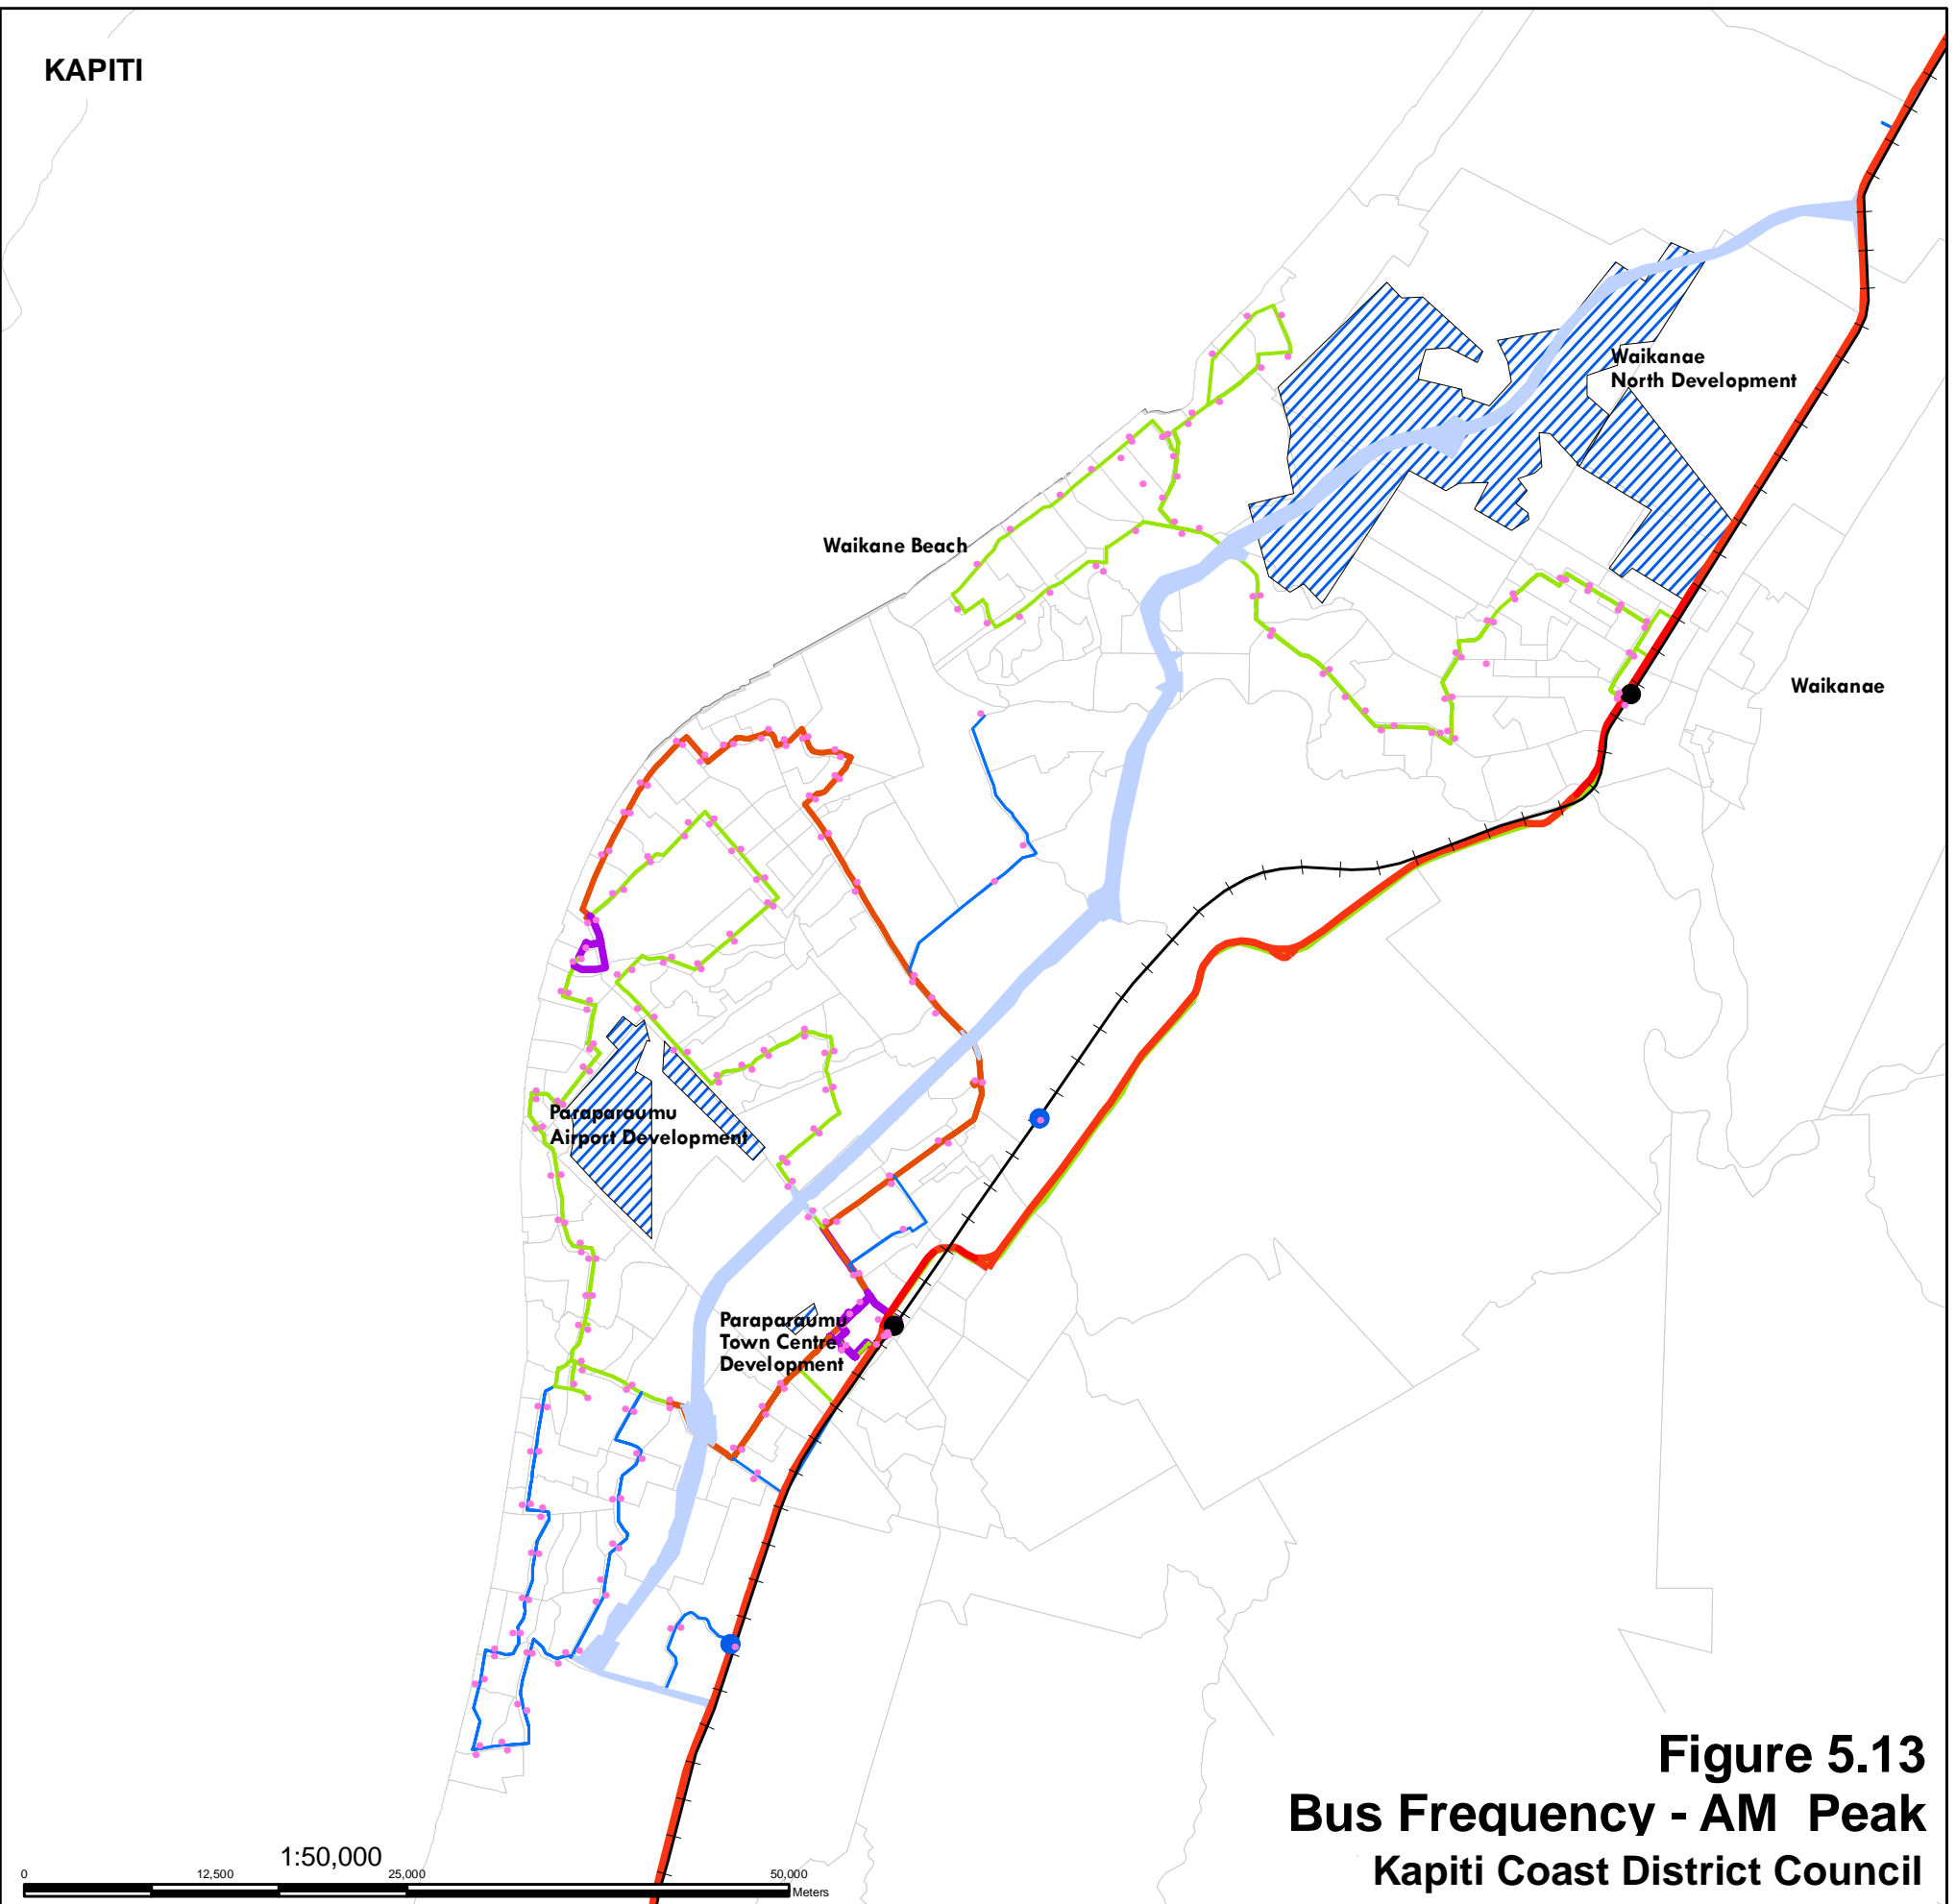 KAPITI
Waikanae
North Development
Waikane Beach
Waikanae
Paraparaumu
Airport Development
Paraparaumu
Town Centre
Development
Figure 5.13
Bus Frequency - AM Peak
Kapiti Coast District Council
1:50,000
0 12,500 25,000 50,000
Meters